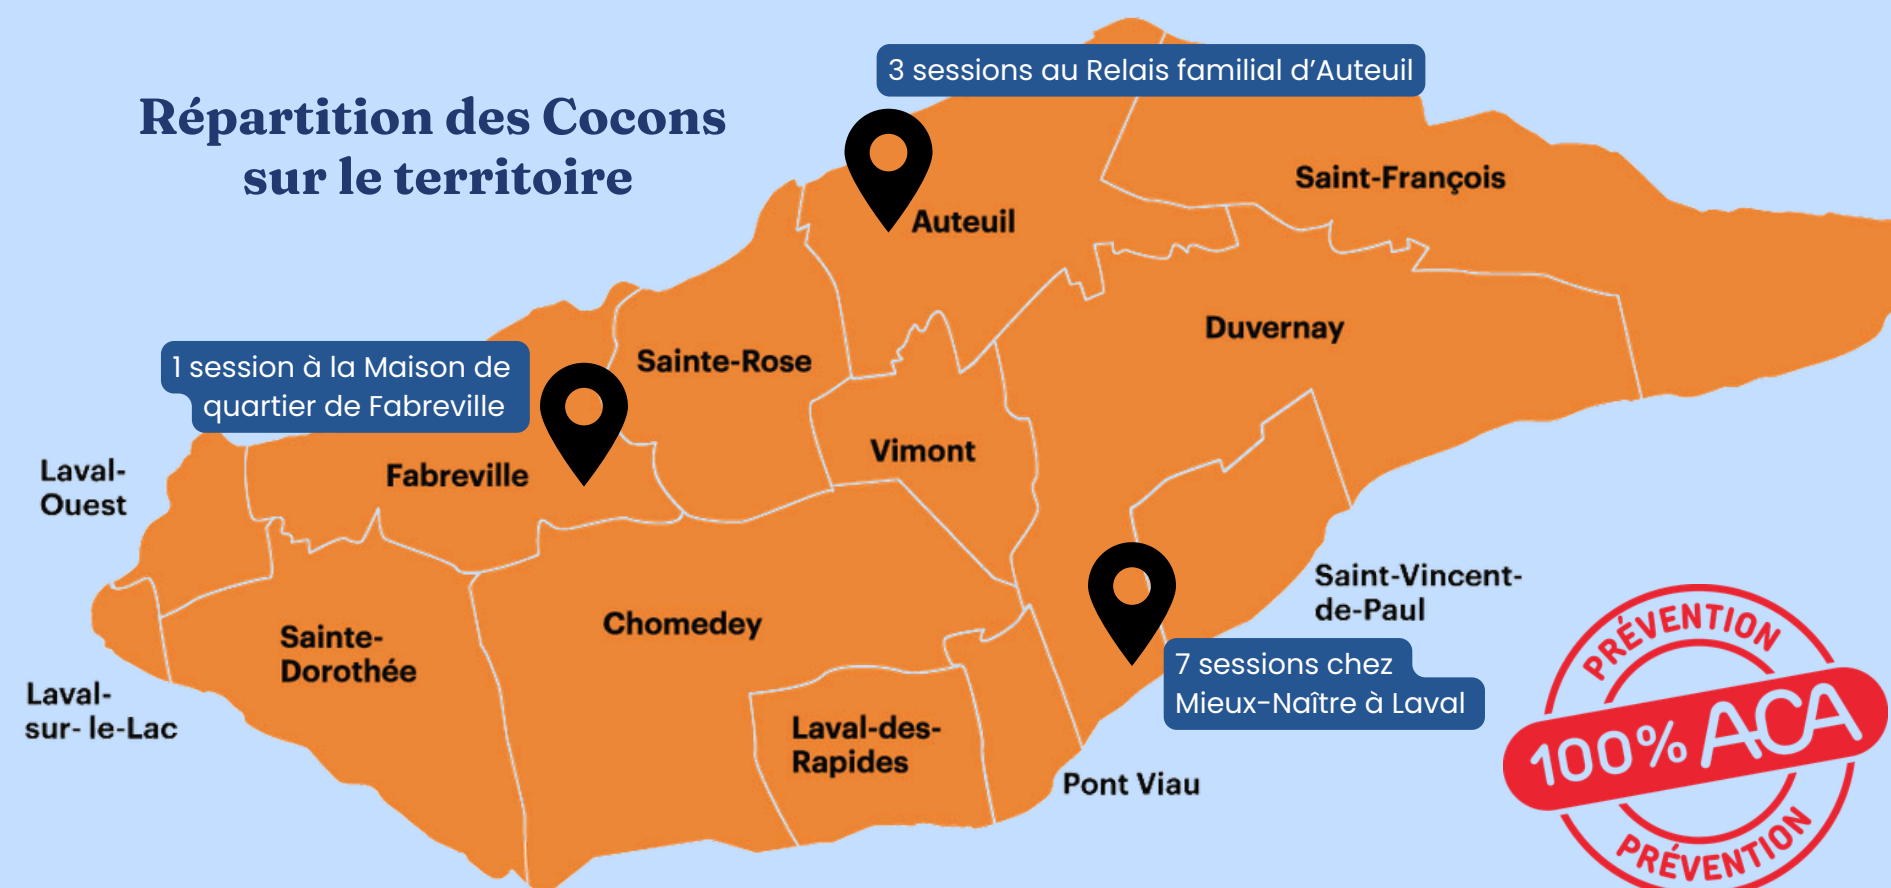 Répartition des Cocons
sur le territoire
3 sessions au Relais familial d’Auteuil
Saint-François
Auteuil
Duvernay
1 session à la Maison de
quartier de Fabreville
Sainte-Rose
Vimont
Laval-
Ouest
Fabreville
Saint-Vincent-
de-Paul
Chomedey
Sainte-
Dorothée
7 sessions chez
Mieux-Naître à Laval
Laval-
sur- le-Lac
Laval-des-
Rapides
Pont Viau
PRÉVENTION
100% ACA
PRÉVENTION